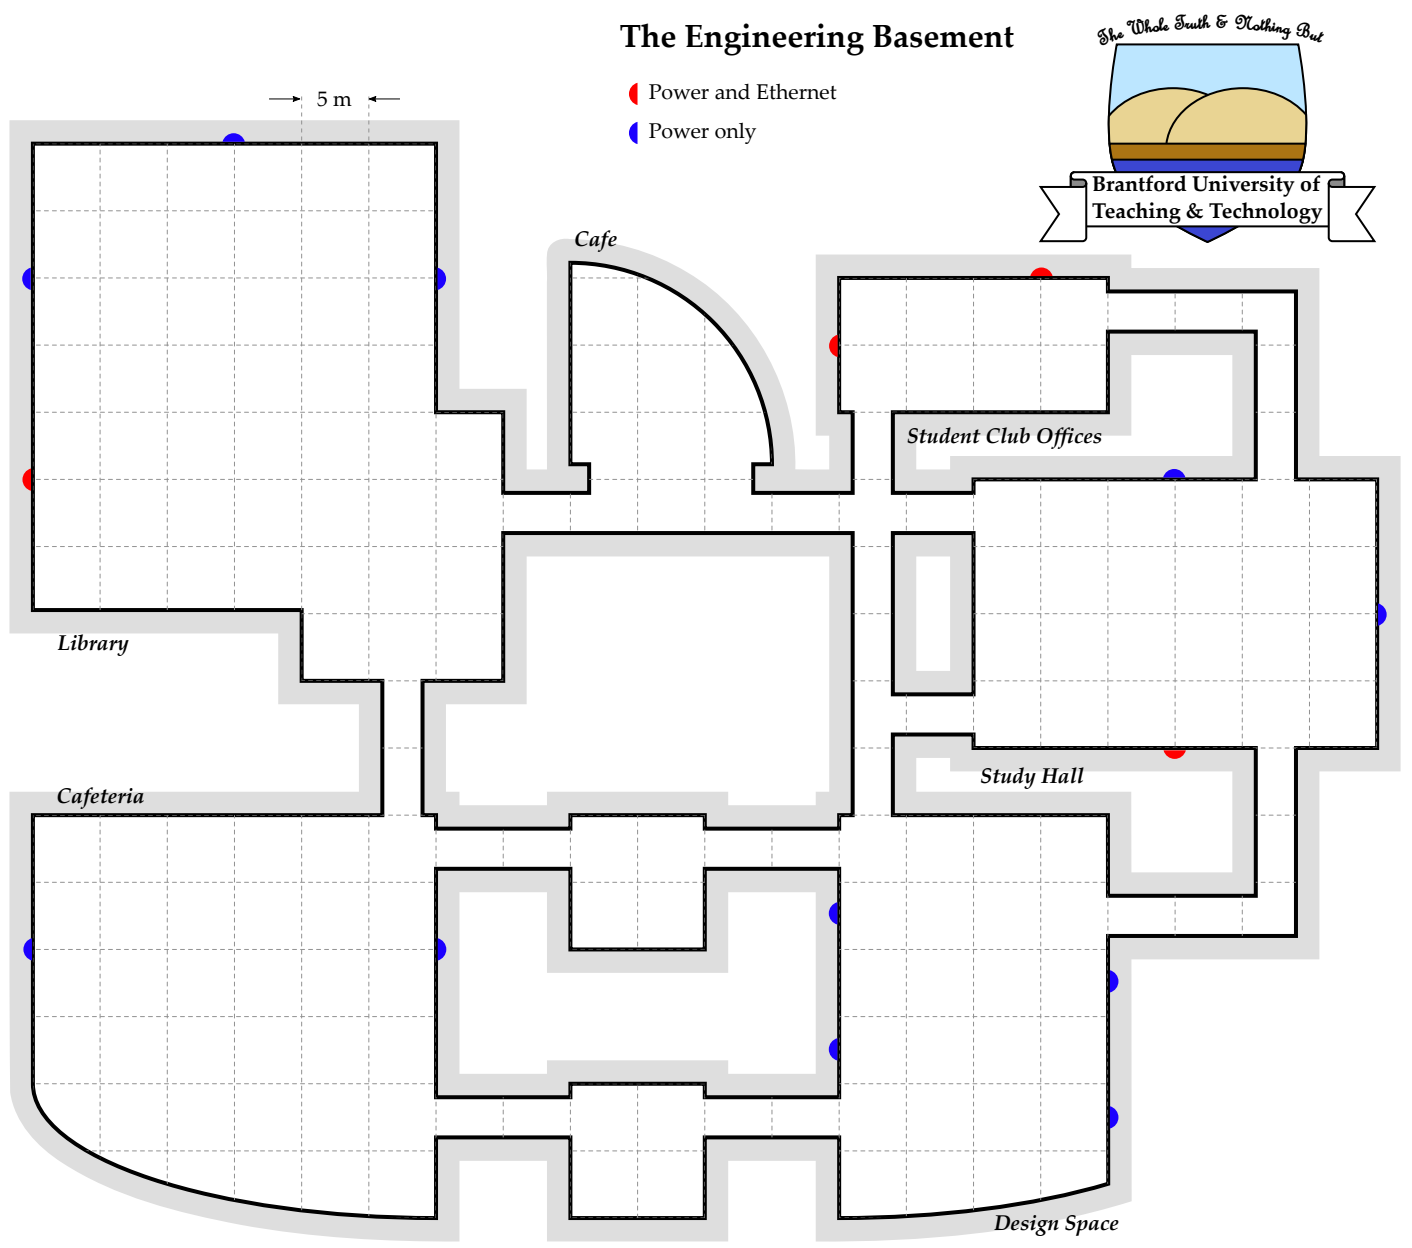 The Engineering Basement
Power and Ethernet
Power only
The Whole Truth & Nothing But
Brantford University of
Teaching & Technology
5 m
Cafe
Student Club Offices
Library
Study Hall
Cafeteria
Design Space